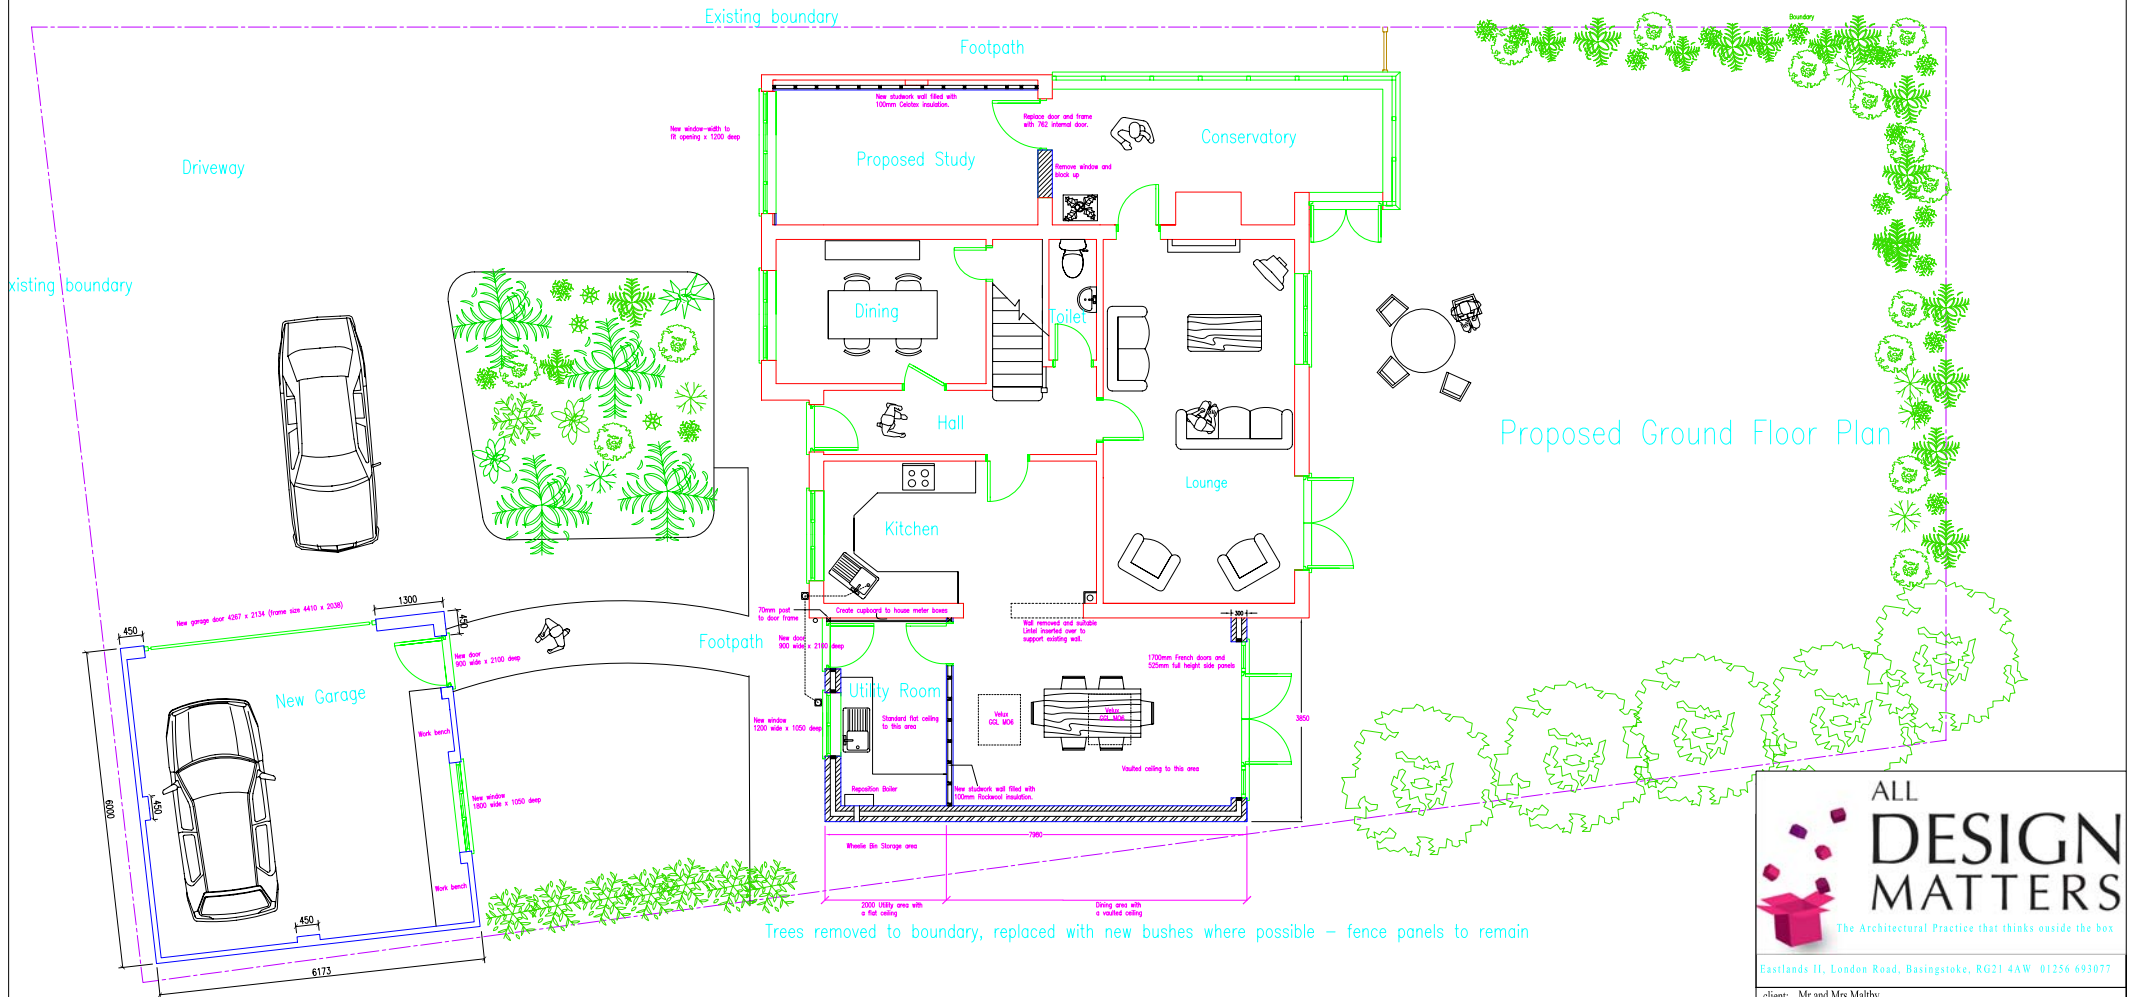 Existing boundary
Footpath
Boundary
New studwork wall filled with
100mm Celotex insulation.
New window-width to
fit opening x 1200 deep
Replace door and frame
with 762 internal door.
Conservatory
Proposed Study
Remove window and
block up
Driveway
xisting boundary
Dining
Toilet
Hall
Proposed Ground Floor Plan
Lounge
Kitchen
New garage door 4267 x 2134 (frame size 4410 x 2038)
1300
450
450
70mm post
to door frame
Create cupboard to house meter boxes
300
Wall removed and suitable
Lintel inserted over to
support existing wall.
Footpath
New door
900 wide x 2100 deep
New door
900 wide x 2100 deep
1700mm French doors and
525mm full height side panels
New Garage
Utility Room
Standard flat ceiling
to this area
Velux
GGL M06
Velux
GGL M06
3850
New window
1200 wide x 1050 deep
Work bench
Vaulted ceiling to this area
6000
450
New window
1800 wide x 1050 deep
Reposition Boiler
New studwork wall filled with
100mm Rockwool insulation.
7980
Wheelie Bin Storage area
Work bench
450
6173
2000 Utility area with
a flat ceiling
Dining area with
a vaulted ceiling
Trees removed to boundary, replaced with new bushes where possible – fence panels to remain
ALL
DESIGN
MATTERS
The Architectural Practice that thinks ouside the box
Eastlands II, London Road, Basingstoke, RG21 4AW 01256 693077
client: Mr and Mrs Maltby